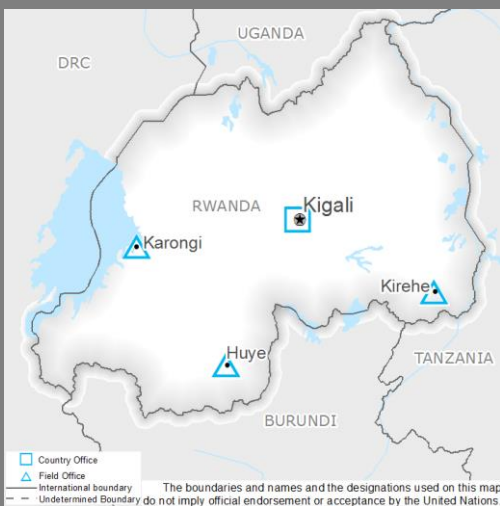 UGANDA
DRC
RWANDA
Kigali
Karongi
Kirehe
Huye
TANZANIA
BURUNDI
Country Office
Field Office
International boundary
Undetermined Boundary
The boundaries and names and the designations used on this map
do not imply official endorsement or acceptance by the United Nations.